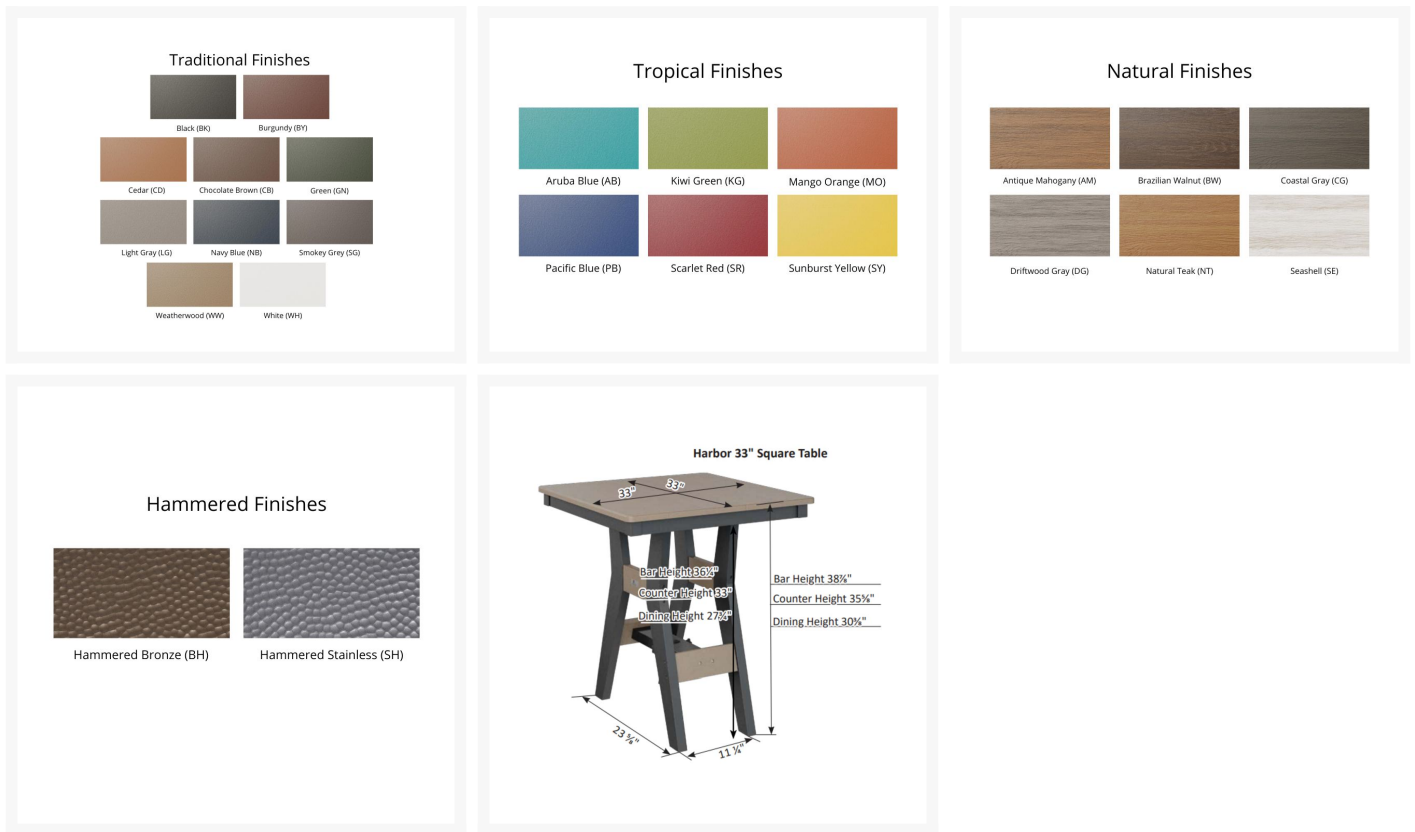 Traditional Finishes
Black (BK)
Burgundy (BY)
Cedar (CD)
Chocolate Brown (CB)
Green (GN)
Light Gray (LG)
Navy Blue (NB)
Smokey Grey (SG)
Weatherwood (WW)
White (WH)
Tropical Finishes
Aruba Blue (AB)
Kiwi Green (KG)
Mango Orange (MO)
Pacific Blue (PB)
Scarlet Red (SR)
Sunburst Yellow (SY)
Natural Finishes
Antique Mahogany (AM)
Brazilian Walnut (BW)
Coastal Gray (CG)
Driftwood Gray (DG)
Natural Teak (NT)
Seashell (SE)
Hammered Finishes
Hammered Bronze (BH)
Hammered Stainless (SH)
Harbor 33" Square Table
33"
33"
Bar Height 36¼"
Counter Height 33"
Dining Height 27¾"
Bar Height 38⅞"
Counter Height 35⅝"
Dining Height 30⅜"
23 ⅝"
11 ¼"